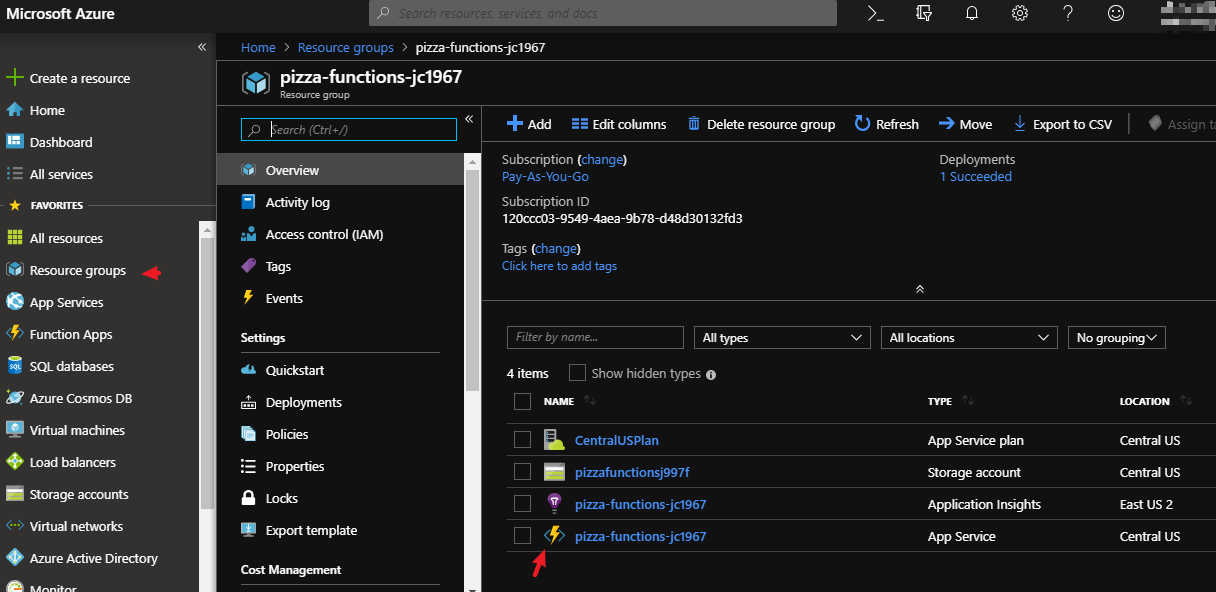 Microsoft Azure
Search resources, services, and docs
Create a resource
Home
Dashboard
All services
FAVORITES
All resources
Resource groups
App Services
Function Apps
SQL databases
Azure Cosmos DB
Virtual machines
Load balancers
Storage accounts
Virtual networks
Azure Active Directory
Monitor
Home > Resource groups > pizza-functions-jc1967
pizza-functions-jc1967
Resource group
Search (Ctrl+/)
Overview
Activity log
Access control (IAM)
Tags
Events
Settings
Quickstart
Deployments
Policies
Properties
Locks
Export template
Cost Management
Add Edit columns Delete resource group Refresh Move Export to CSV Assign ta
Subscription (change)
Pay-As-You-Go
Deployments
1 Succeeded
Subscription ID
120ccc03-9549-4aea-9b78-d48d30132fd3
Tags (change)
Click here to add tags
Filter by name... All types All locations No grouping
4 items Show hidden types
NAME TYPE LOCATION
CentralUSPlan App Service plan Central US
pizzafunctionsj997f Storage account Central US
pizza-functions-jc1967 Application Insights East US 2
pizza-functions-jc1967 App Service Central US